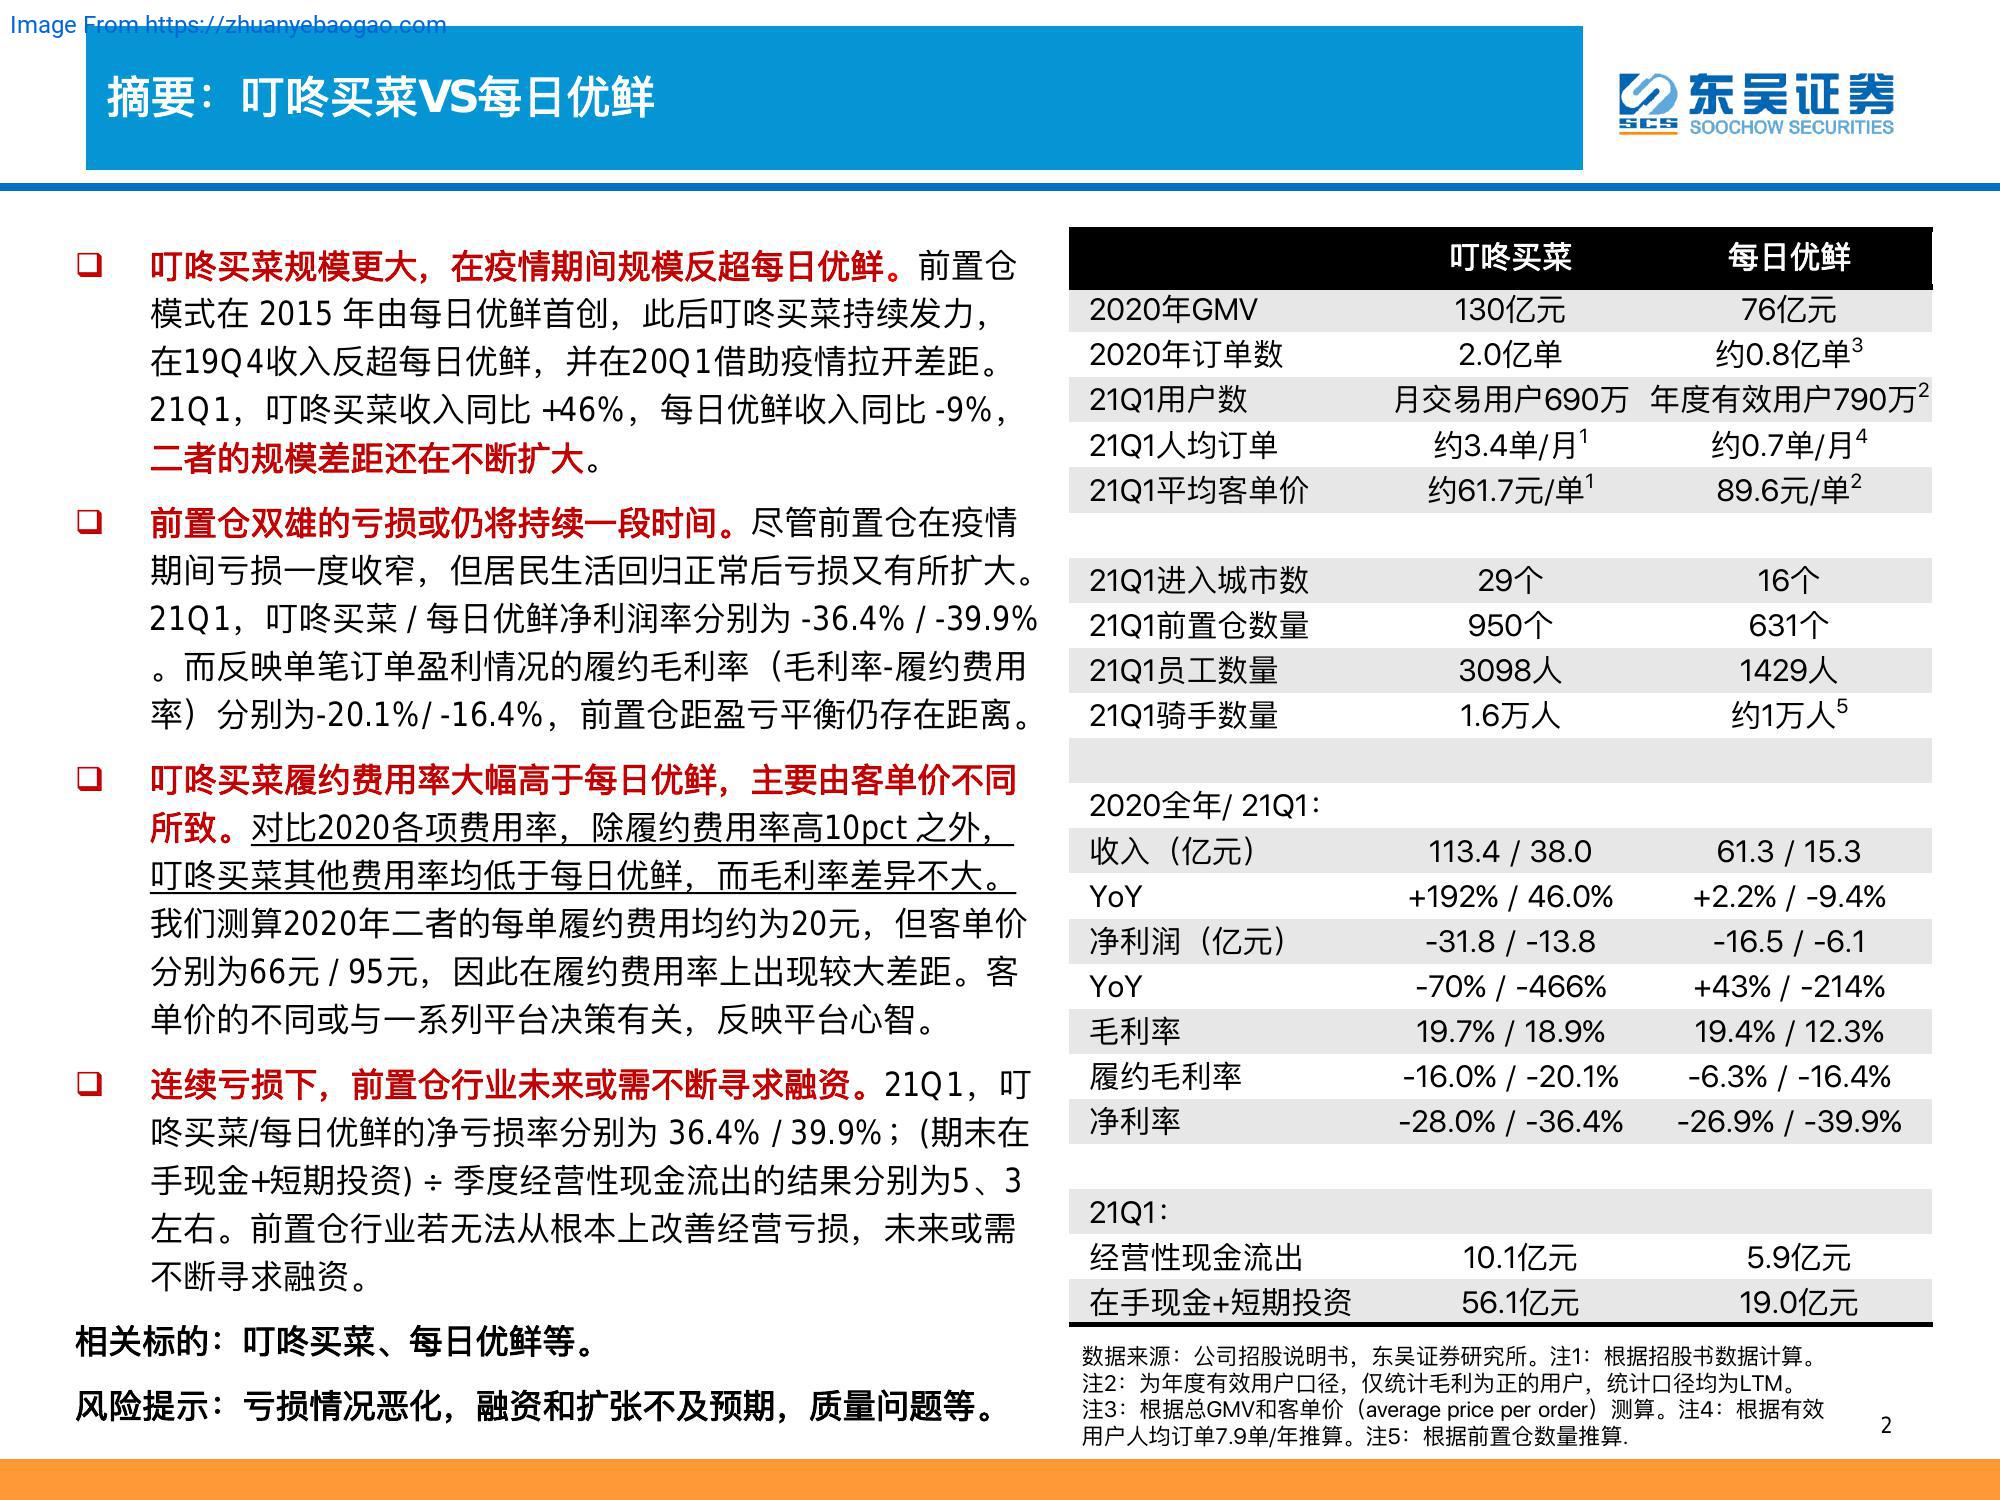 Image From https://zhuanyebaogao.com
摘要：叮咚买菜VS每日优鲜
东吴证券
SCS SOOCHOW SECURITIES
❑ 叮咚买菜规模更大，在疫情期间规模反超每日优鲜。前置仓
模式在 2015 年由每日优鲜首创，此后叮咚买菜持续发力，
在19Q4收入反超每日优鲜，并在20Q1借助疫情拉开差距。
21Q1，叮咚买菜收入同比 +46%，每日优鲜收入同比 -9%，
二者的规模差距还在不断扩大。
❑ 前置仓双雄的亏损或仍将持续一段时间。尽管前置仓在疫情
期间亏损一度收窄，但居民生活回归正常后亏损又有所扩大。
21Q1，叮咚买菜 / 每日优鲜净利润率分别为 -36.4% / -39.9%
。而反映单笔订单盈利情况的履约毛利率（毛利率-履约费用
率）分别为-20.1%/ -16.4%，前置仓距盈亏平衡仍存在距离。
❑ 叮咚买菜履约费用率大幅高于每日优鲜，主要由客单价不同
所致。对比2020各项费用率，除履约费用率高10pct 之外，
叮咚买菜其他费用率均低于每日优鲜，而毛利率差异不大。
我们测算2020年二者的每单履约费用均约为20元，但客单价
分别为66元 / 95元，因此在履约费用率上出现较大差距。客
单价的不同或与一系列平台决策有关，反映平台心智。
❑ 连续亏损下，前置仓行业未来或需不断寻求融资。21Q1，叮
咚买菜/每日优鲜的净亏损率分别为 36.4% / 39.9%；(期末在
手现金+短期投资) ÷ 季度经营性现金流出的结果分别为5、3
左右。前置仓行业若无法从根本上改善经营亏损，未来或需
不断寻求融资。
相关标的：叮咚买菜、每日优鲜等。
风险提示：亏损情况恶化，融资和扩张不及预期，质量问题等。
叮咚买菜 每日优鲜
2020年GMV 130亿元 76亿元
2020年订单数 2.0亿单 约0.8亿单3
21Q1用户数 月交易用户690万 年度有效用户790万2
21Q1人均订单 约3.4单/月1 约0.7单/月4
21Q1平均客单价 约61.7元/单1 89.6元/单2
21Q1进入城市数 29个 16个
21Q1前置仓数量 950个 631个
21Q1员工数量 3098人 1429人
21Q1骑手数量 1.6万人 约1万人5
2020全年/ 21Q1：
收入（亿元） 113.4 / 38.0 61.3 / 15.3
YoY +192% / 46.0% +2.2% / -9.4%
净利润（亿元） -31.8 / -13.8 -16.5 / -6.1
YoY -70% / -466% +43% / -214%
毛利率 19.7% / 18.9% 19.4% / 12.3%
履约毛利率 -16.0% / -20.1% -6.3% / -16.4%
净利率 -28.0% / -36.4% -26.9% / -39.9%
21Q1：
经营性现金流出 10.1亿元 5.9亿元
在手现金+短期投资 56.1亿元 19.0亿元
数据来源：公司招股说明书，东吴证券研究所。注1：根据招股书数据计算。
注2：为年度有效用户口径，仅统计毛利为正的用户，统计口径均为LTM。
注3：根据总GMV和客单价（average price per order）测算。注4：根据有效
用户人均订单7.9单/年推算。注5：根据前置仓数量推算.
2